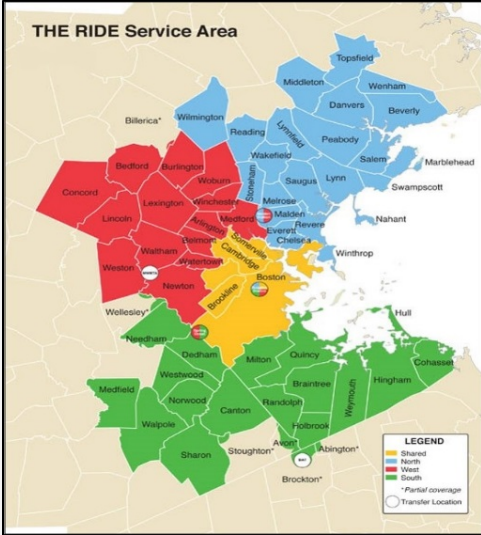 THE RIDE Service Area
Topsfield
Middleton
Wenham
Danvers
Beverly
Billerica*
Wilmington
Reading
Lynnfield
Peabody
Wakefield
Salem
Marblehead
Bedford
Burlington
Stoneham
Saugus
Lynn
Swampscott
Concord
Woburn
Lexington
Winchester
Melrose
Lincoln
Arlington
Medford
Malden
Nahant
Everett
Revere
Belmont
Somerville
Chelsea
Waltham
Cambridge
Winthrop
Watertown
Weston
Boston
Newton
Brookline
Wellesley*
Hull
Needham
Dedham
Milton
Quincy
Cohasset
Westwood
Medfield
Braintree
Weymouth
Hingham
Norwood
Canton
Randolph
Walpole
Holbrook
Sharon
Avon*
Stoughton*
Abington*
Brockton*
LEGEND
Shared
North
West
South
*Partial coverage
Transfer Location